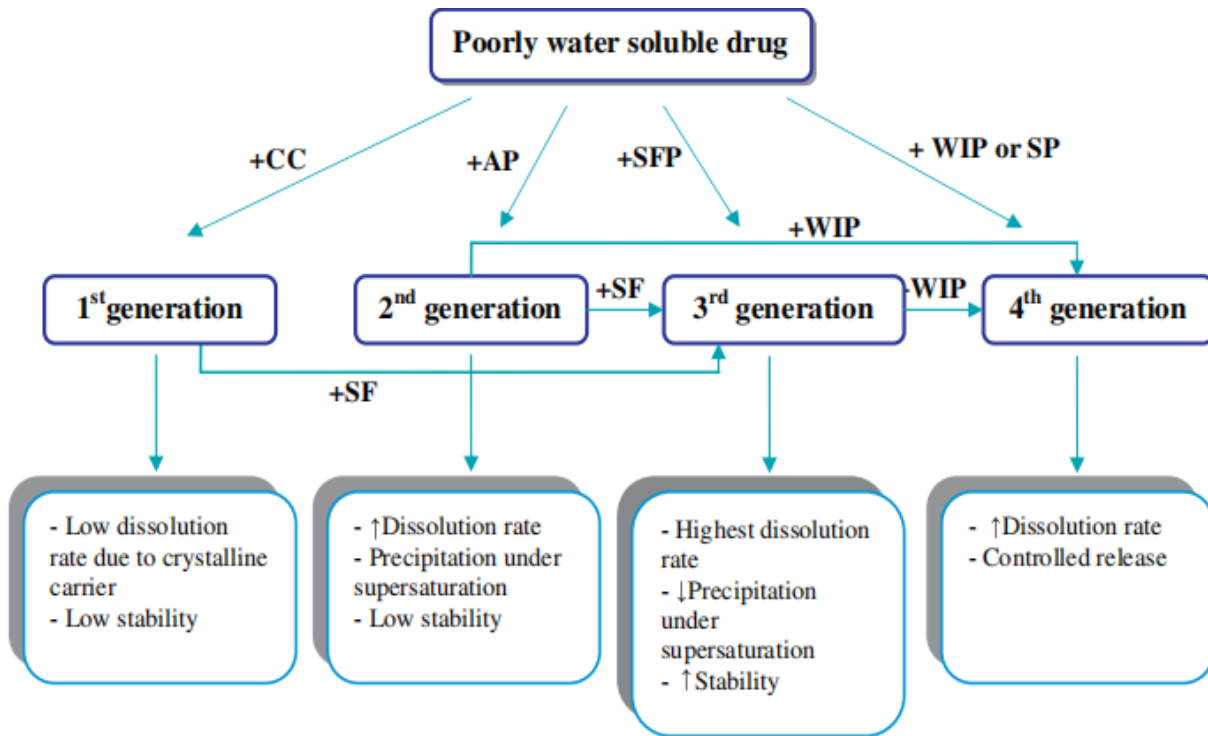 Poorly water soluble drug
+CC
+AP
+SFP
+ WIP or SP
+WIP
1st generation
2nd generation
+SF
3rd generation
-WIP
4th generation
+SF
- Low dissolution
rate due to crystalline
carrier
- Low stability
- ↑Dissolution rate
- Precipitation under
supersaturation
- Low stability
- Highest dissolution
rate
- ↓Precipitation
under
supersaturation
- ↑Stability
- ↑Dissolution rate
- Controlled release